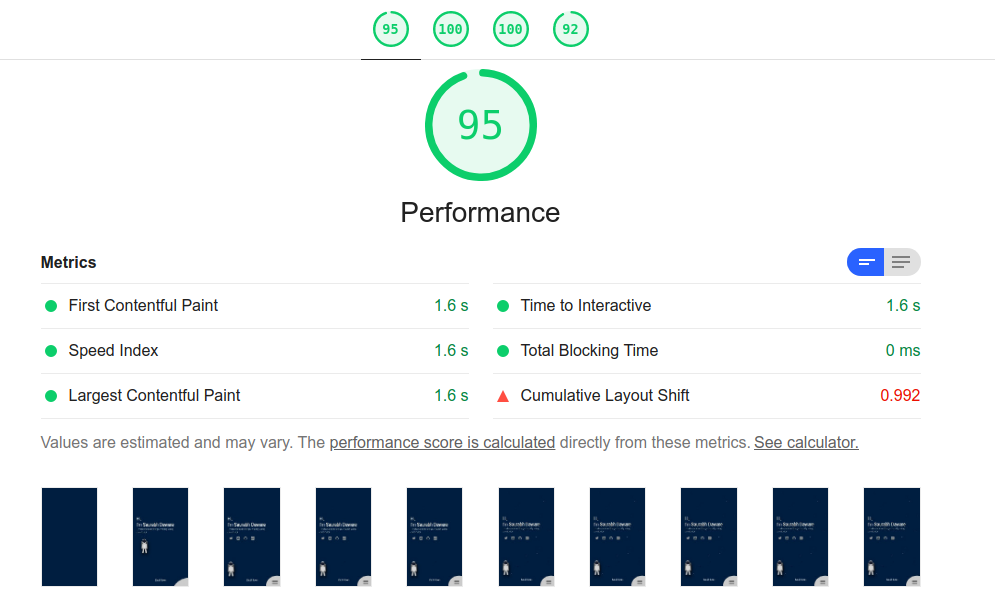 95 100 100 92
95
Performance
Metrics
First Contentful Paint 1.6 s
Time to Interactive 1.6 s
Speed Index 1.6 s
Total Blocking Time 0 ms
Largest Contentful Paint 1.6 s
Cumulative Layout Shift 0.992
Values are estimated and may vary. The performance score is calculated directly from these metrics. See calculator.